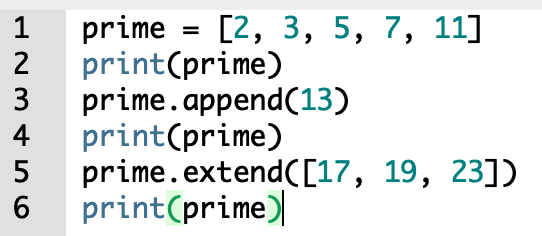 1 prime = [2, 3, 5, 7, 11]
2 print(prime)
3 prime.append(13)
4 print(prime)
5 prime.extend([17, 19, 23])
6 print(prime)